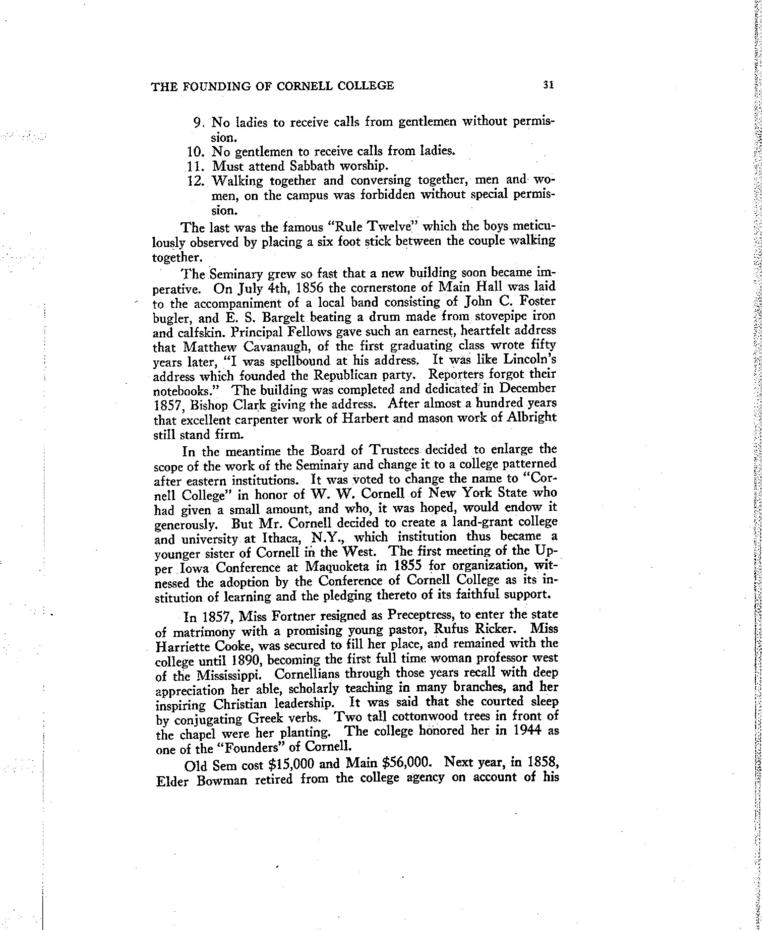 THE FOUNDING OF CORNELL COLLEGE 31
9. No ladies to receive calls from gentlemen without permis-
sion.
10. No gentlemen to receive calls from ladies.
11. Must attend Sabbath worship.
12. Walking together and conversing together, men and wo-
men, on the campus was forbidden without special permis-
sion.
The last was the famous “Rule Twelve” which the boys meticu-
lously observed by placing a six foot stick between the couple walking
together.
The Seminary grew so fast that a new building soon became im-
perative. On July 4th, 1856 the cornerstone of Main Hall was laid
to the accompaniment of a local band consisting of John C. Foster
bugler, and E. S. Bargelt beating a drum made from stovepipe iron
and calfskin. Principal Fellows gave such an earnest, heartfelt address
that Matthew Cavanaugh, of the first graduating class wrote fifty
years later, “I was spellbound at his address. It was like Lincoln’s
address which founded the Republican party. Reporters forgot their
notebooks.” The building was completed and dedicated in December
1857, Bishop Clark giving the address. After almost a hundred years
that excellent carpenter work of Harbert and mason work of Albright
still stand firm.
In the meantime the Board of Trustees decided to enlarge the
scope of the work of the Seminary and change it to a college patterned
after eastern institutions. It was voted to change the name to “Cor-
nell College” in honor of W. W. Cornell of New York State who
had given a small amount, and who, it was hoped, would endow it
generously. But Mr. Cornell decided to create a land-grant college
and university at Ithaca, N.Y., which institution thus became a
younger sister of Cornell in the West. The first meeting of the Up-
per Iowa Conference at Maquoketa in 1855 for organization, wit-
nessed the adoption by the Conference of Cornell College as its in-
stitution of learning and the pledging thereto of its faithful support.
In 1857, Miss Fortner resigned as Preceptress, to enter the state
of matrimony with a promising young pastor, Rufus Ricker. Miss
Harriette Cooke, was secured to fill her place, and remained with the
college until 1890, becoming the first full time woman professor west
of the Mississippi. Cornellians through those years recall with deep
appreciation her able, scholarly teaching in many branches, and her
inspiring Christian leadership. It was said that she courted sleep
by conjugating Greek verbs. Two tall cottonwood trees in front of
the chapel were her planting. The college honored her in 1944 as
one of the “Founders” of Cornell.
Old Sem cost $15,000 and Main $56,000. Next year, in 1858,
Elder Bowman retired from the college agency on account of his